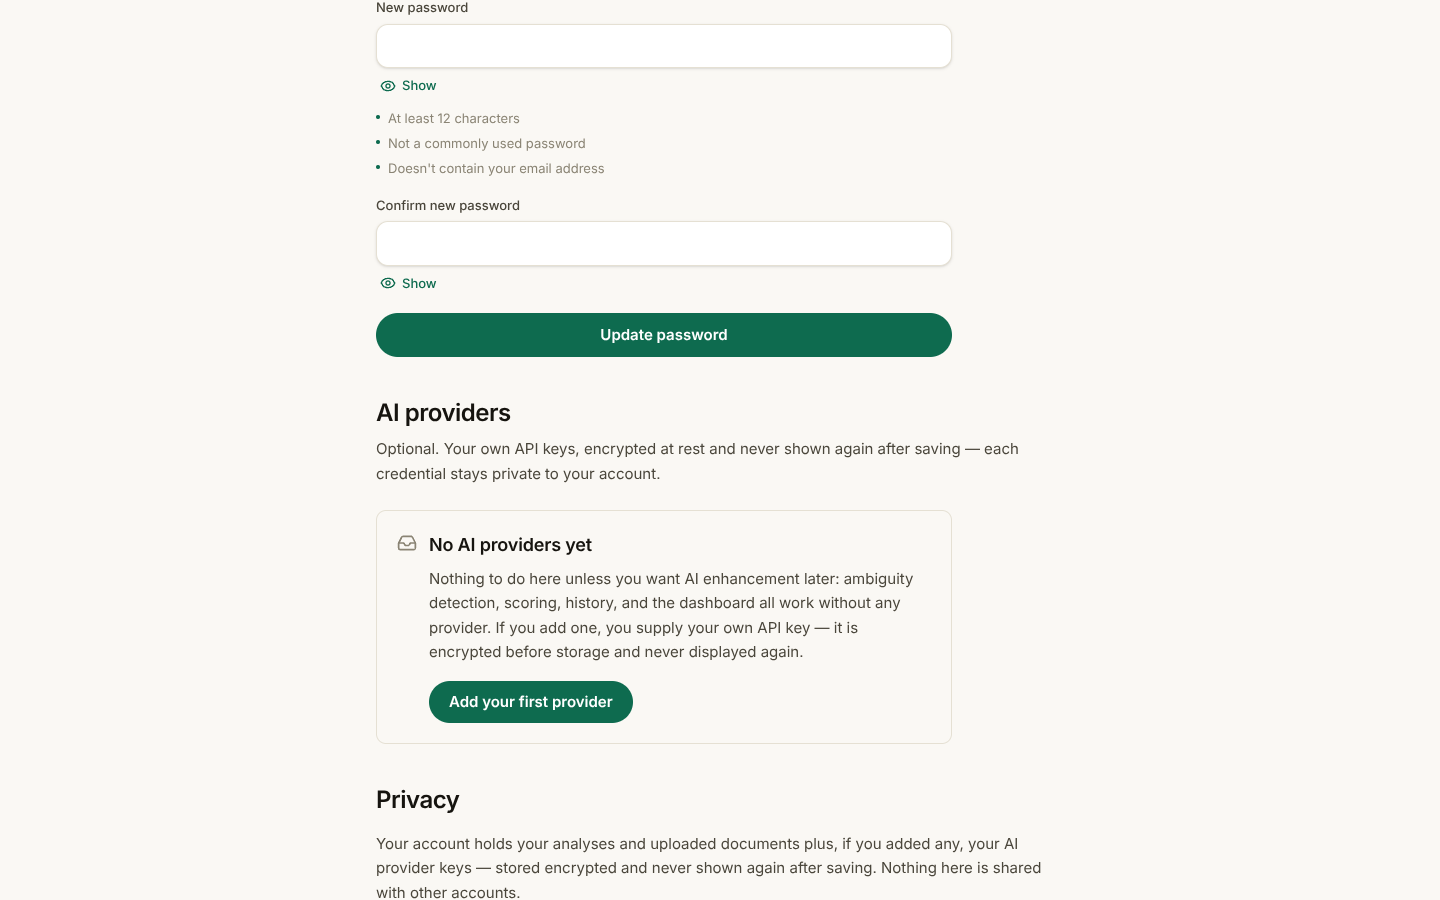 New password
Show
At least 12 characters
Not a commonly used password
Doesn't contain your email address
Confirm new password
Show
Update password
AI providers
Optional. Your own API keys, encrypted at rest and never shown again after saving — each
credential stays private to your account.
No AI providers yet
Nothing to do here unless you want AI enhancement later: ambiguity
detection, scoring, history, and the dashboard all work without any
provider. If you add one, you supply your own API key — it is
encrypted before storage and never displayed again.
Add your first provider
Privacy
Your account holds your analyses and uploaded documents plus, if you added any, your AI
provider keys — stored encrypted and never shown again after saving. Nothing here is shared
with other accounts.